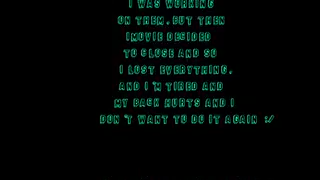 I WAS WORKING
ON THEM, BUT THEN
IMOVIE DECIDED
TO CLOSE AND SO
I LOST EVERYTHING,
AND I'M TIRED AND
MY BACK HURTS AND I
DON'T WANT TO DO IT AGAIN :/